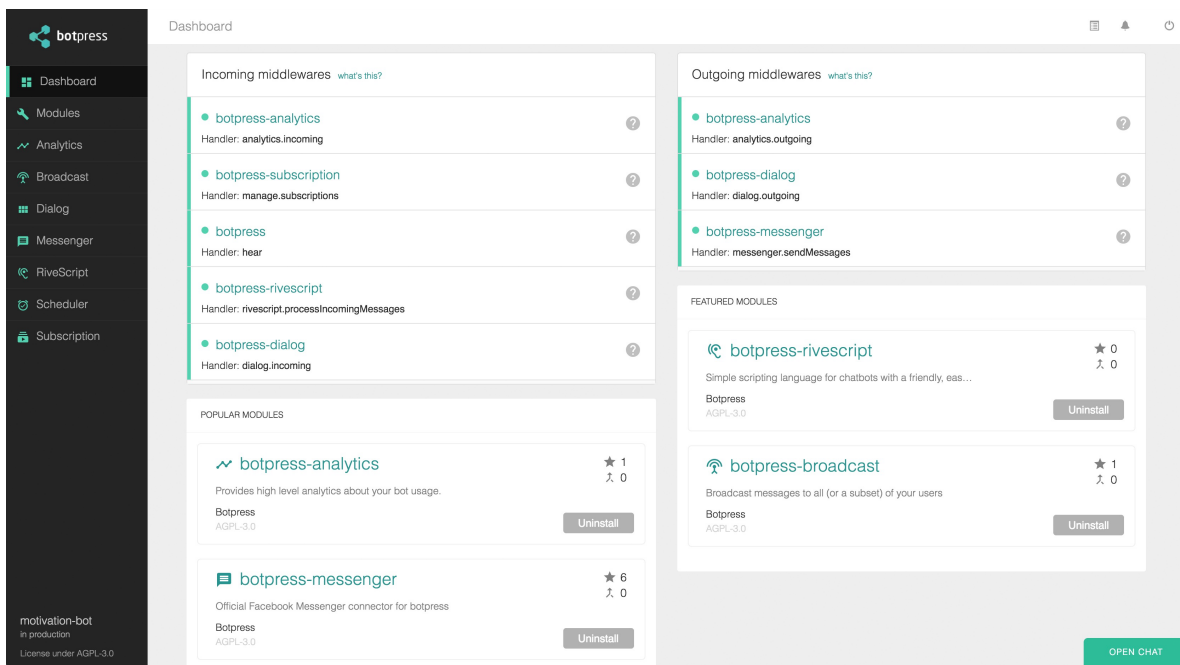 botpress
Dashboard
Modules
Analytics
Broadcast
Dialog
Messenger
RiveScript
Scheduler
Subscription
motivation-bot
in production
License under AGPL-3.0
Dashboard
Incoming middlewares what's this?
botpress-analytics
Handler: analytics.incoming
botpress-subscription
Handler: manage.subscriptions
botpress
Handler: hear
botpress-rivescript
Handler: rivescript.processIncomingMessages
botpress-dialog
Handler: dialog.incoming
POPULAR MODULES
botpress-analytics
1
0
Provides high level analytics about your bot usage.
Botpress
AGPL-3.0
Uninstall
botpress-messenger
6
0
Official Facebook Messenger connector for botpress
Botpress
AGPL-3.0
Uninstall
Outgoing middlewares what's this?
botpress-analytics
Handler: analytics.outgoing
botpress-dialog
Handler: dialog.outgoing
botpress-messenger
Handler: messenger.sendMessages
FEATURED MODULES
botpress-rivescript
0
0
Simple scripting language for chatbots with a friendly, eas…
Botpress
AGPL-3.0
Uninstall
botpress-broadcast
1
0
Broadcast messages to all (or a subset) of your users
Botpress
AGPL-3.0
Uninstall
OPEN CHAT